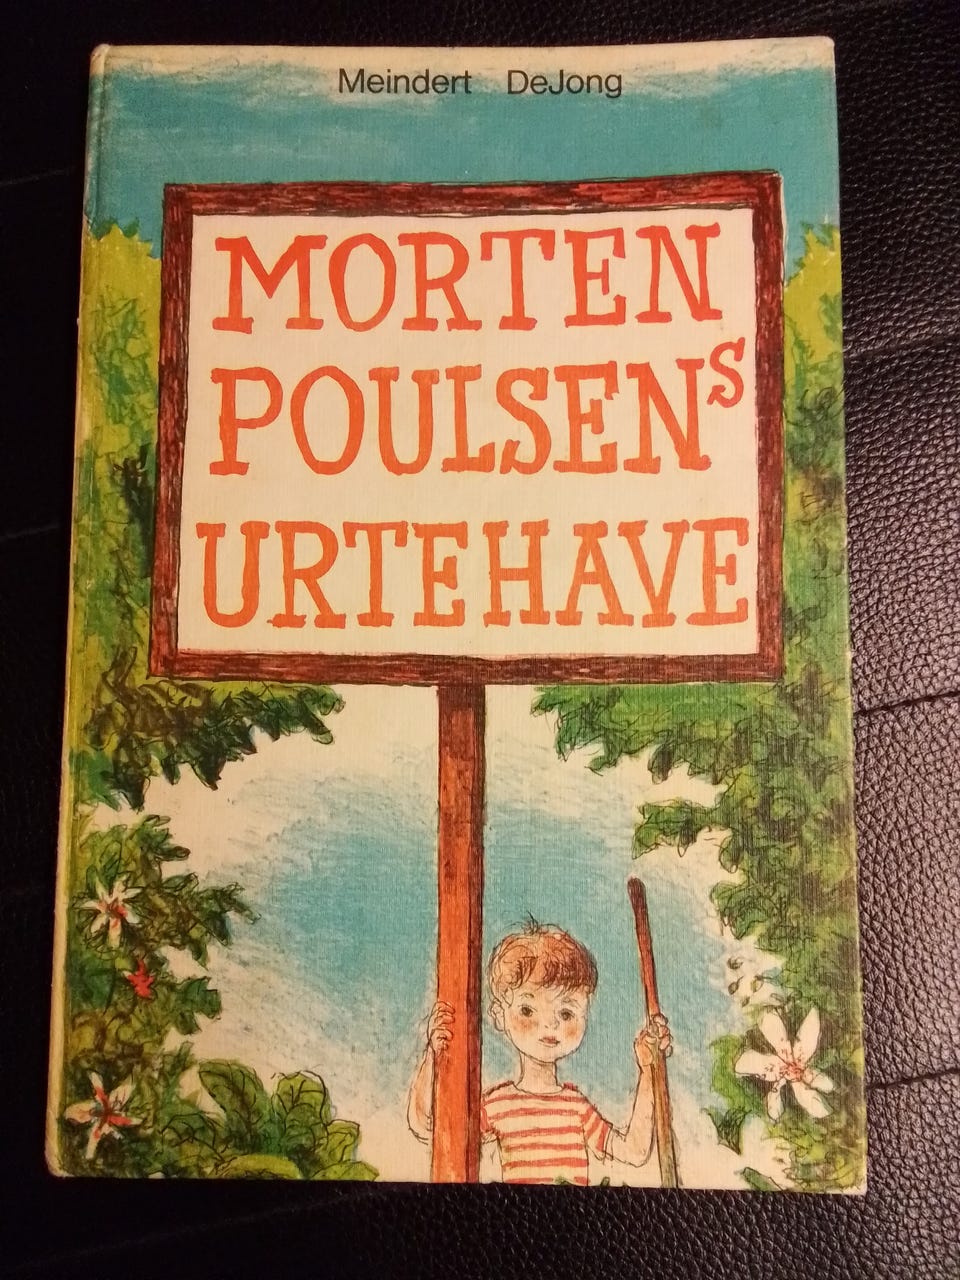 Meindert DeJong
MORTEN
POULSENS
URTEHAVE